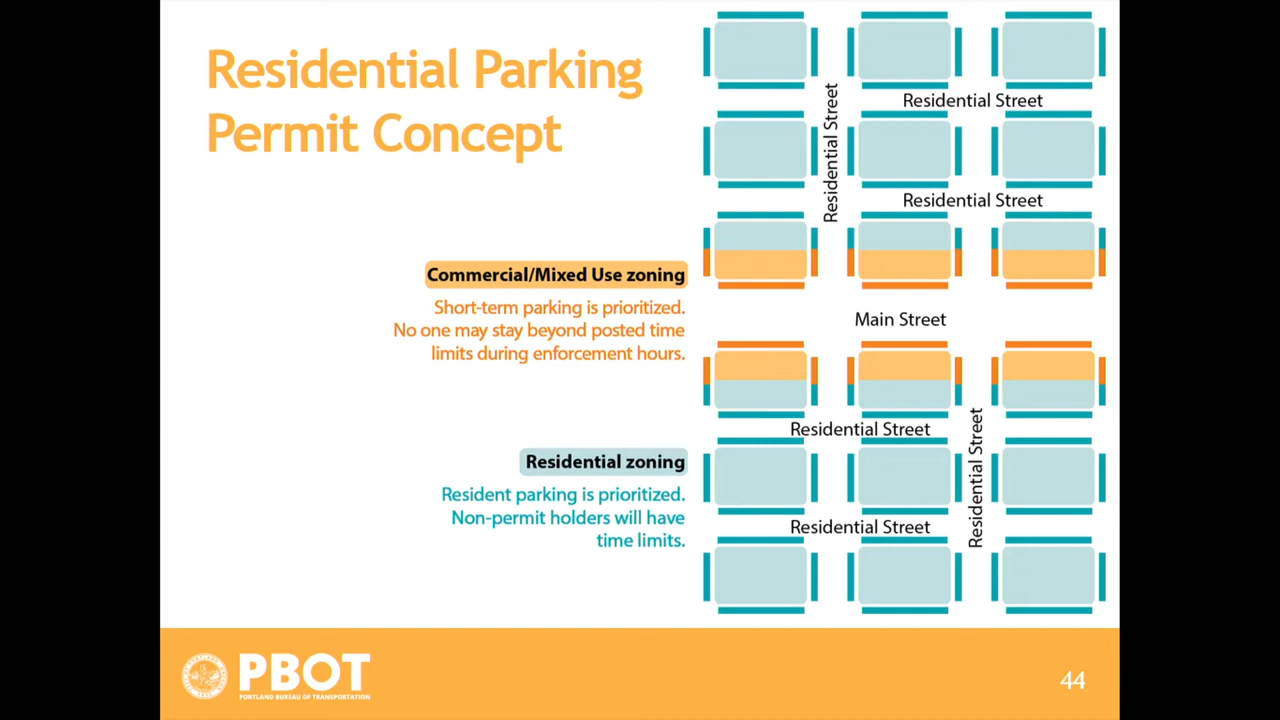 Residential Parking
Permit Concept
Residential Street
Residential Street
Residential Street
Commercial/Mixed Use zoning
Short-term parking is prioritized.
No one may stay beyond posted time
limits during enforcement hours.
Main Street
Residential Street
Residential Street
Residential zoning
Resident parking is prioritized.
Non-permit holders will have
time limits.
Residential Street
PBOT
PORTLAND BUREAU OF TRANSPORTATION
44